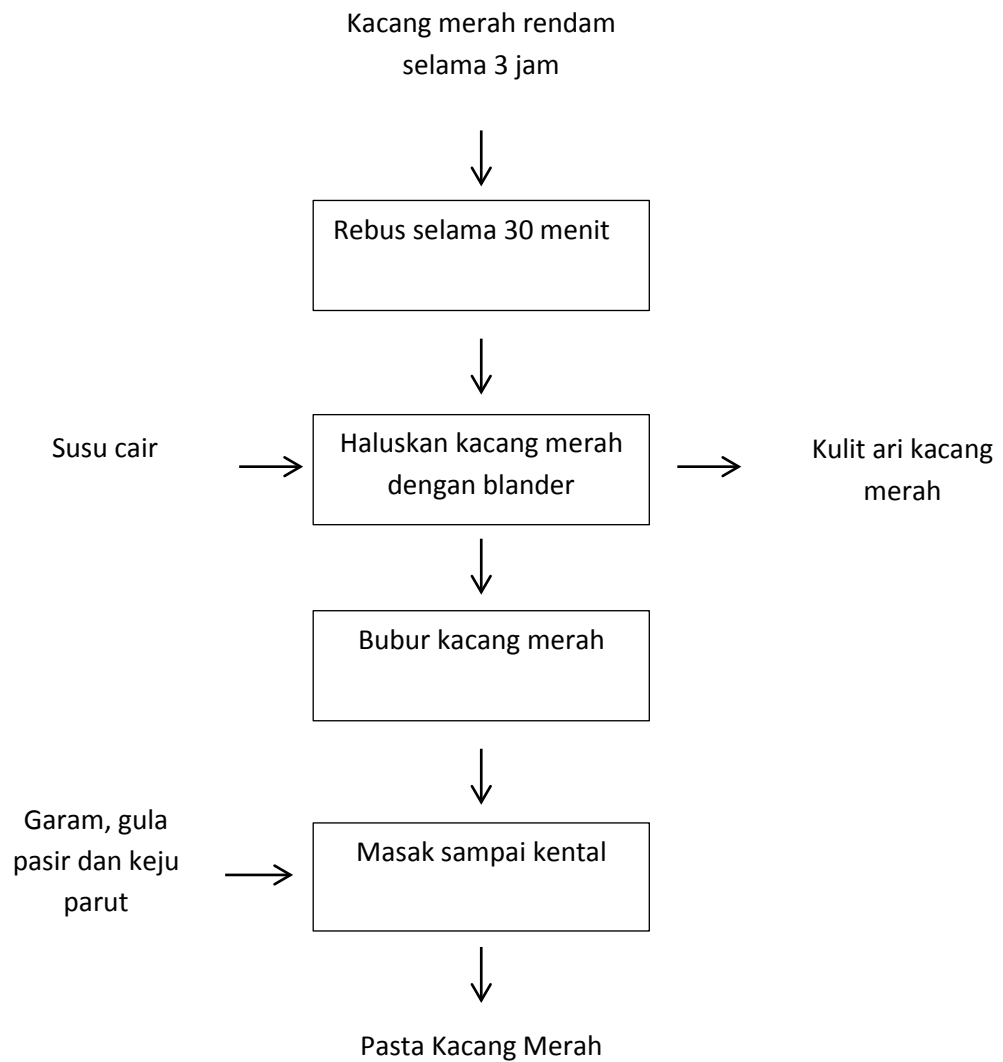 Kacang merah rendam
selama 3 jam
Rebus selama 30 menit
Susu cair
Haluskan kacang merah
dengan blander
Kulit ari kacang
merah
Bubur kacang merah
Garam, gula
pasir dan keju
parut
Masak sampai kental
Pasta Kacang Merah